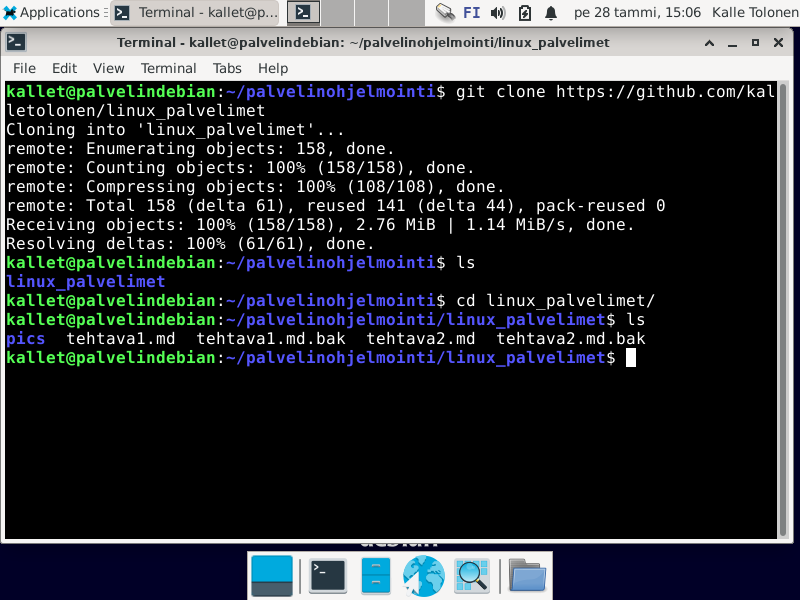 Applications
Terminal - kallet@p...
FI
pe 28 tammi, 15:06
Kalle Tolonen
Terminal - kallet@palvelindebian: ~/palvelinohjelmointi/linux_palvelimet
File Edit View Terminal Tabs Help
kallet@palvelindebian:~/palvelinohjelmointi$ git clone https://github.com/kal
letolonen/linux_palvelimet
Cloning into 'linux_palvelimet'...
remote: Enumerating objects: 158, done.
remote: Counting objects: 100% (158/158), done.
remote: Compressing objects: 100% (108/108), done.
remote: Total 158 (delta 61), reused 141 (delta 44), pack-reused 0
Receiving objects: 100% (158/158), 2.76 MiB | 1.14 MiB/s, done.
Resolving deltas: 100% (61/61), done.
kallet@palvelindebian:~/palvelinohjelmointi$ ls
linux_palvelimet
kallet@palvelindebian:~/palvelinohjelmointi$ cd linux_palvelimet/
kallet@palvelindebian:~/palvelinohjelmointi/linux_palvelimet$ ls
pics  tehtava1.md  tehtava1.md.bak  tehtava2.md  tehtava2.md.bak
kallet@palvelindebian:~/palvelinohjelmointi/linux_palvelimet$